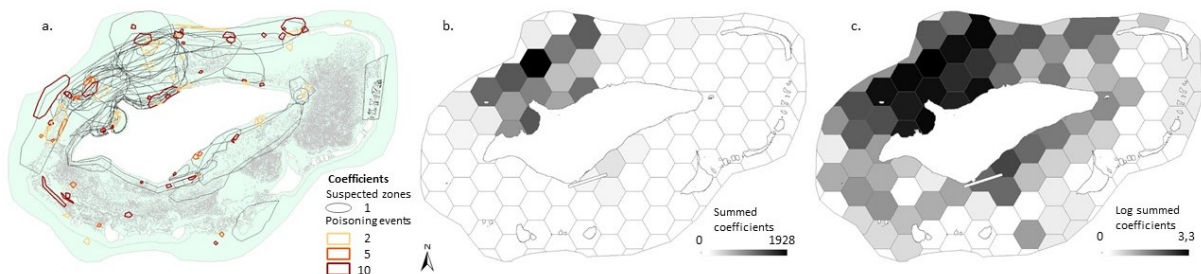 a.
Coefficients
Suspected zones
1
Poisoning events
2
5
10
b.
N
Summed
coefficients
0
1928
c.
Log summed
coefficients
0
3,3